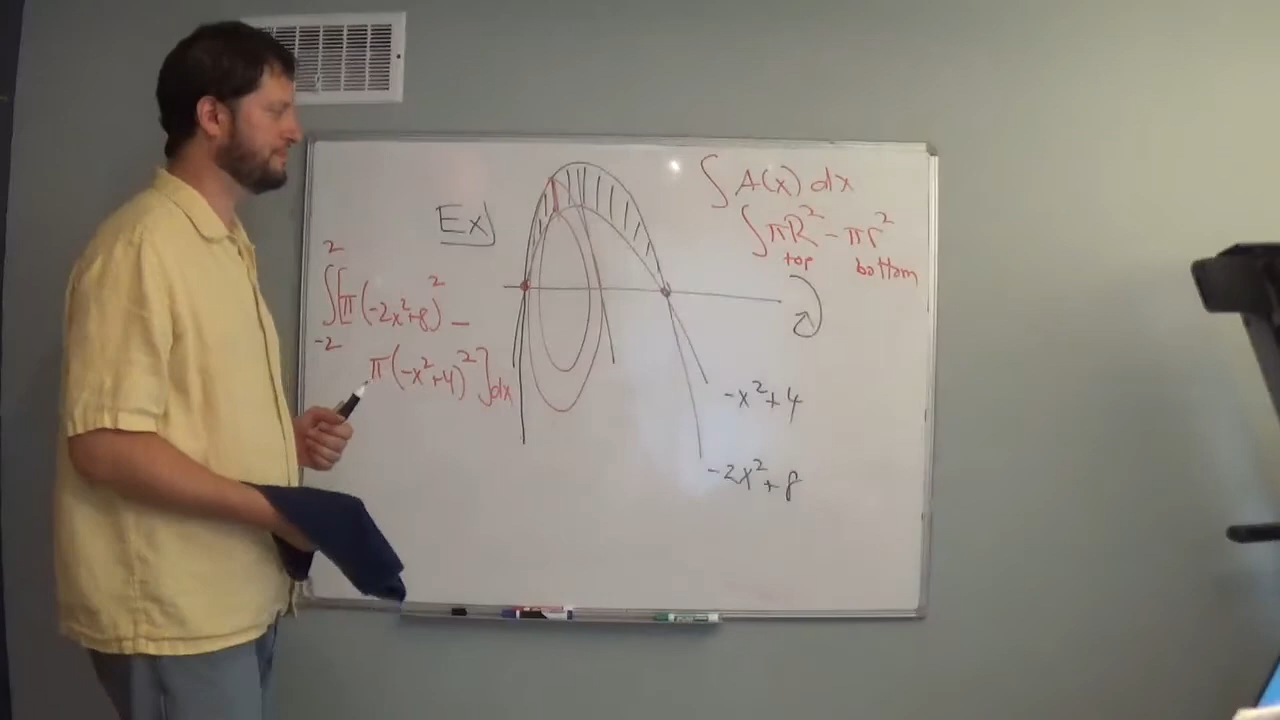 Ex)
∫ A(x) dx
∫ πR² - πr²
top bottom
2
∫[π(-2x²+8)² -
-2
π(-x²+4)²]dx
-x²+4
-2x²+8